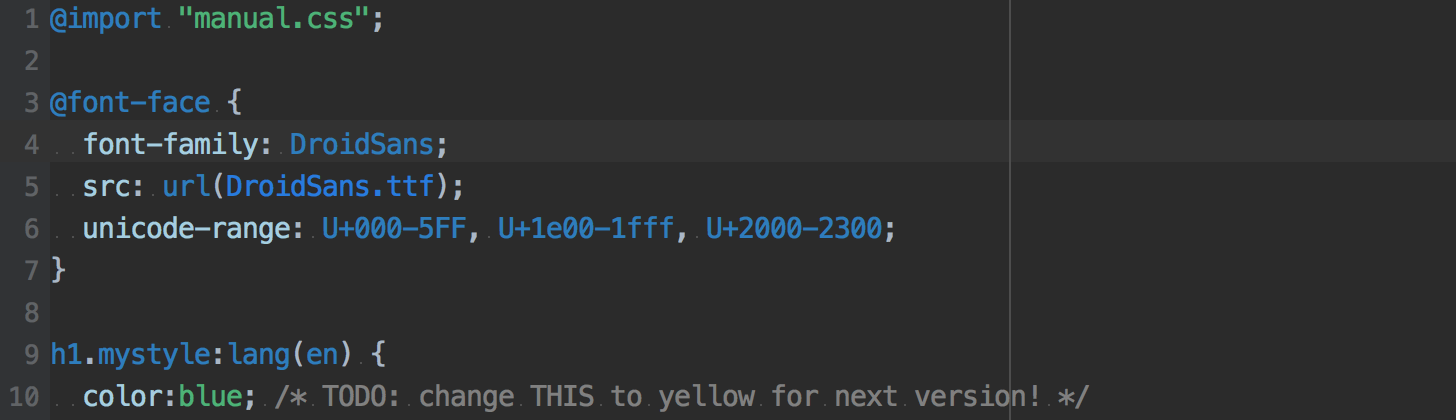 1 @import "manual.css";
2
3 @font-face {
4   font-family: DroidSans;
5   src: url(DroidSans.ttf);
6   unicode-range: U+000-5FF, U+1e00-1fff, U+2000-2300;
7 }
8
9 h1.mystyle:lang(en) {
10   color:blue; /* TODO: change THIS to yellow for next version! */